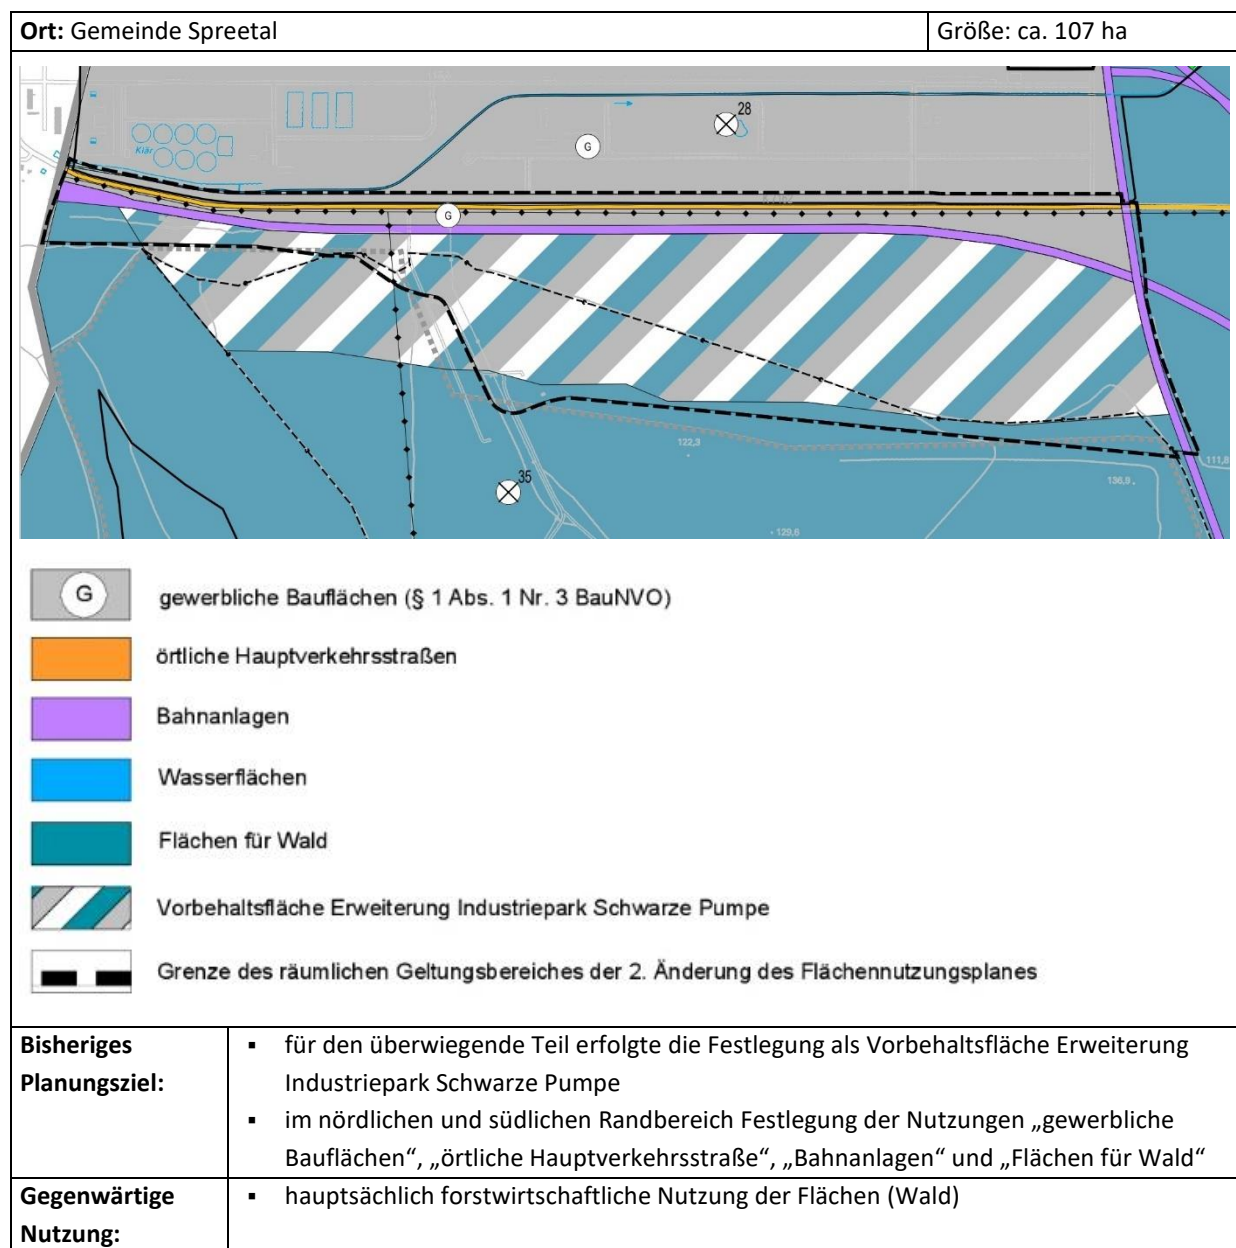 Ort: Gemeinde Spreetal
Größe: ca. 107 ha
28
G
Klär
G
122,3
35
111,8
136,9
129,6
G
gewerbliche Bauflächen (§ 1 Abs. 1 Nr. 3 BauNVO)
örtliche Hauptverkehrsstraßen
Bahnanlagen
Wasserflächen
Flächen für Wald
Vorbehaltsfläche Erweiterung Industriepark Schwarze Pumpe
Grenze des räumlichen Geltungsbereiches der 2. Änderung des Flächennutzungsplanes
Bisheriges
Planungsziel:
▪ für den überwiegende Teil erfolgte die Festlegung als Vorbehaltsfläche Erweiterung
Industriepark Schwarze Pumpe
▪ im nördlichen und südlichen Randbereich Festlegung der Nutzungen „gewerbliche
Bauflächen“, „örtliche Hauptverkehrsstraße“, „Bahnanlagen“ und „Flächen für Wald“
Gegenwärtige
Nutzung:
▪ hauptsächlich forstwirtschaftliche Nutzung der Flächen (Wald)